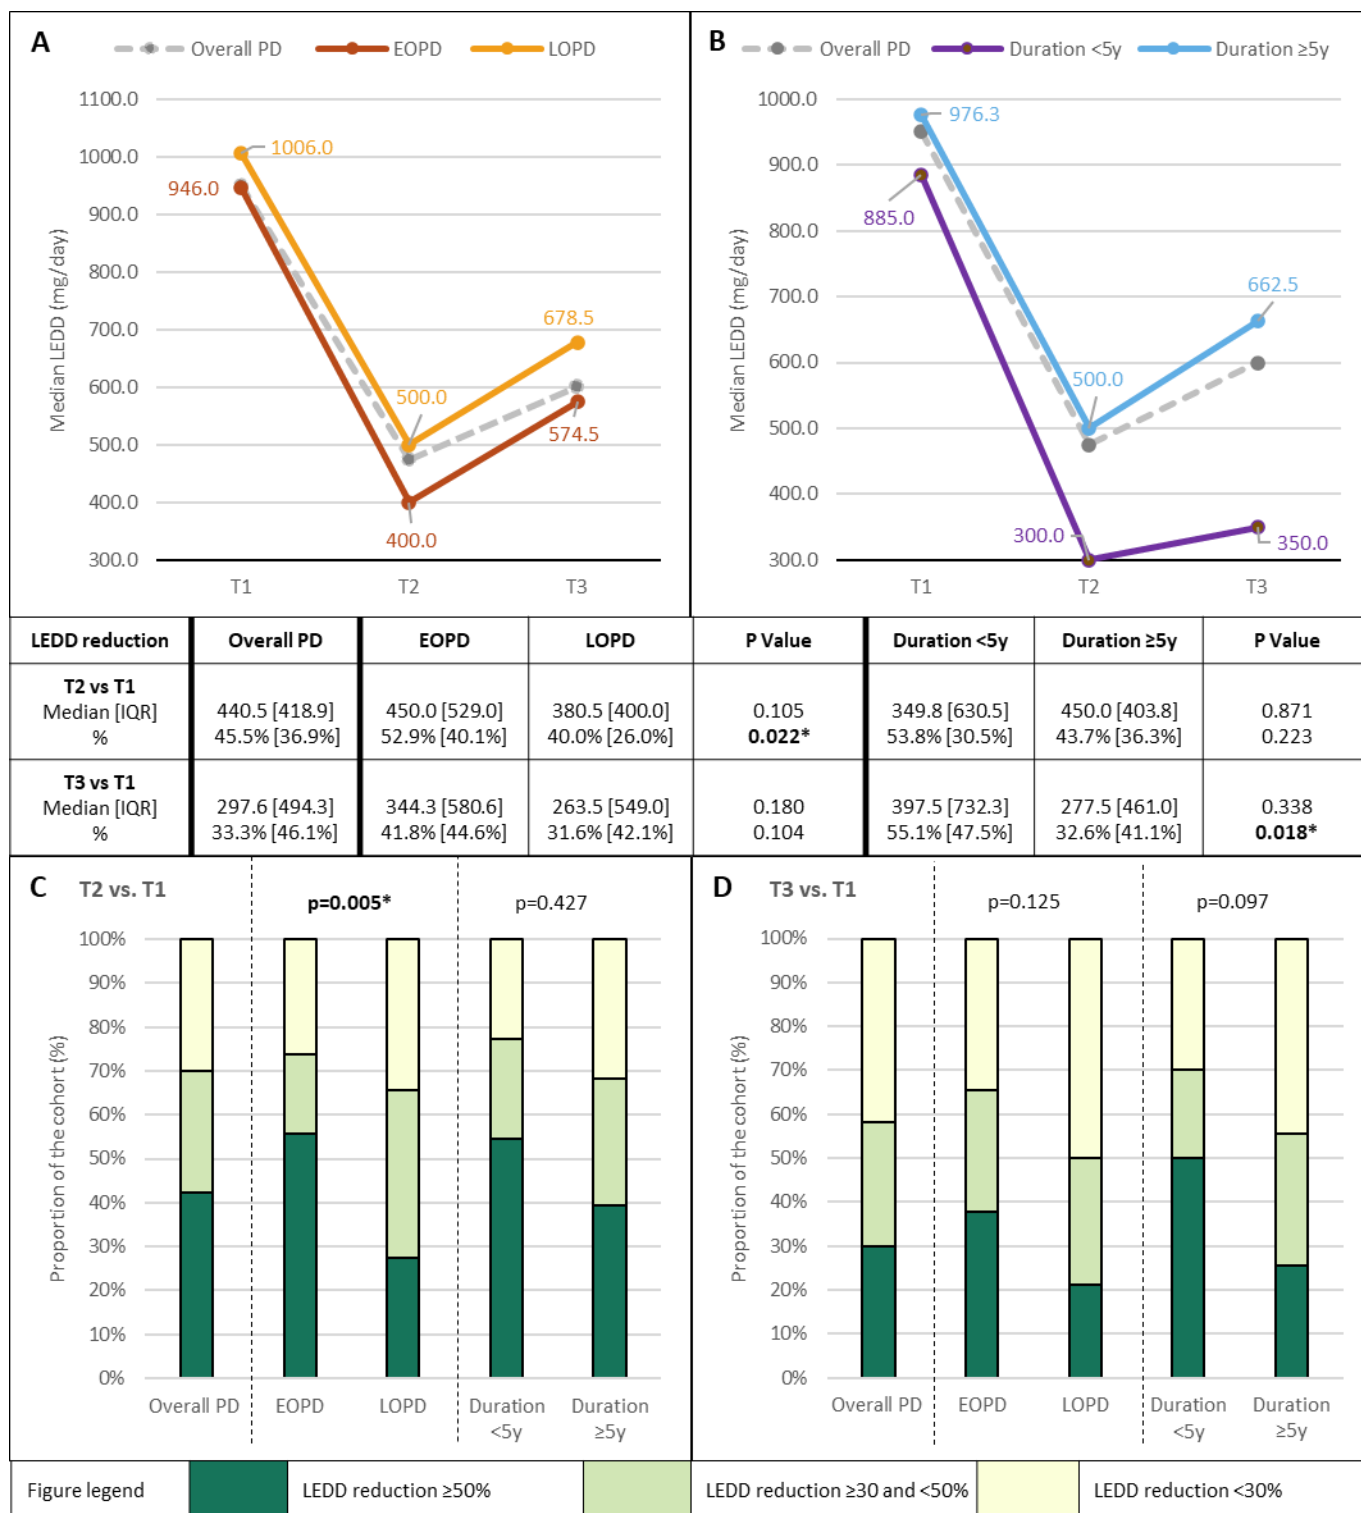 A
Overall PD
EOPD
LOPD
Median LEDD (mg/day)
1100.0
1000.0
900.0
800.0
700.0
600.0
500.0
400.0
300.0
1006.0
946.0
678.5
500.0
574.5
400.0
T1
T2
T3
B
Overall PD
Duration <5y
Duration ≥5y
Median LEDD (mg/day)
1000.0
900.0
800.0
700.0
600.0
500.0
400.0
300.0
976.3
885.0
662.5
500.0
300.0
350.0
T1
T2
T3
LEDD reduction Overall PD EOPD LOPD P Value Duration <5y Duration ≥5y P Value
T2 vs T1
Median [IQR] 440.5 [418.9] 450.0 [529.0] 380.5 [400.0] 0.105 349.8 [630.5] 450.0 [403.8] 0.871
% 45.5% [36.9%] 52.9% [40.1%] 40.0% [26.0%] 0.022* 53.8% [30.5%] 43.7% [36.3%] 0.223
T3 vs T1
Median [IQR] 297.6 [494.3] 344.3 [580.6] 263.5 [549.0] 0.180 397.5 [732.3] 277.5 [461.0] 0.338
% 33.3% [46.1%] 41.8% [44.6%] 31.6% [42.1%] 0.104 55.1% [47.5%] 32.6% [41.1%] 0.018*
C T2 vs. T1
p=0.005*
p=0.427
Proportion of the cohort (%)
100%
90%
80%
70%
60%
50%
40%
30%
20%
10%
0%
Overall PD
EOPD
LOPD
Duration
<5y
Duration
≥5y
D T3 vs. T1
p=0.125
p=0.097
Proportion of the cohort (%)
100%
90%
80%
70%
60%
50%
40%
30%
20%
10%
0%
Overall PD
EOPD
LOPD
Duration
<5y
Duration
≥5y
Figure legend
LEDD reduction ≥50%
LEDD reduction ≥30 and <50%
LEDD reduction <30%